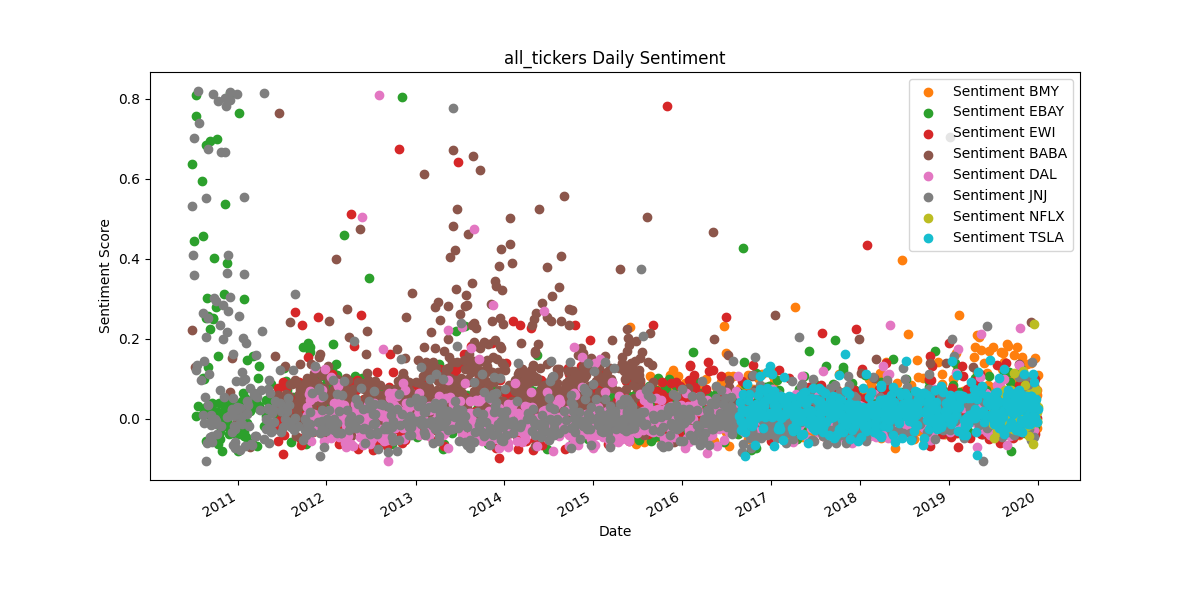 all_tickers Daily Sentiment
Sentiment Score
0.8
0.6
0.4
0.2
0.0
Sentiment BMY
Sentiment EBAY
Sentiment EWI
Sentiment BABA
Sentiment DAL
Sentiment JNJ
Sentiment NFLX
Sentiment TSLA
2011
2012
2013
2014
2015
2016
2017
2018
2019
2020
Date